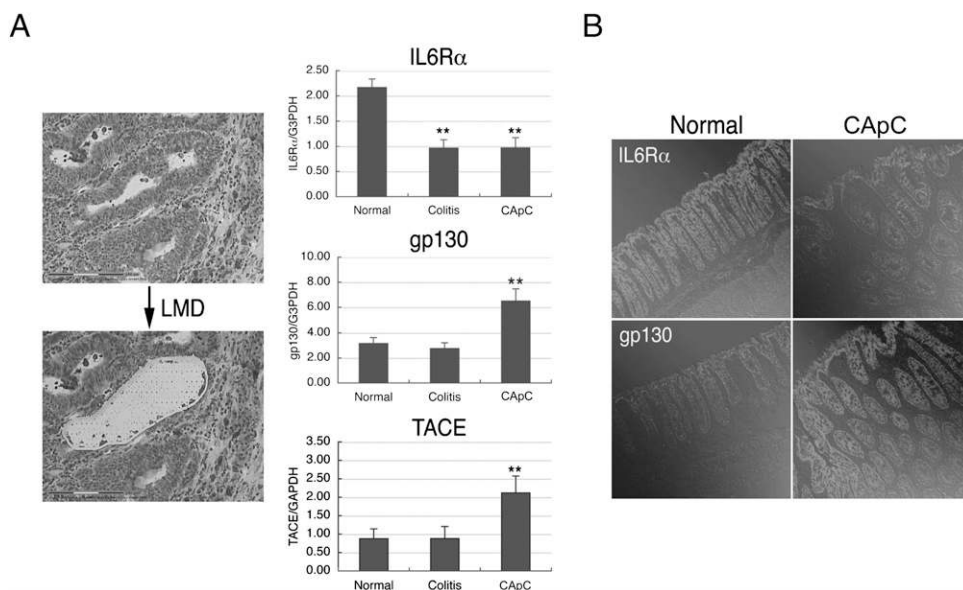 A
LMD
IL6Rα
IL6Rα/G3PDH
2.50
2.00
1.50
1.00
0.50
0.00
**
**
Normal Colitis CApC
gp130
gp130/G3PDH
8.00
6.00
4.00
2.00
0.00
**
Normal Colitis CApC
TACE
TACE/GAPDH
3.50
3.00
2.50
2.00
1.50
1.00
0.50
0.00
**
Normal Colitis CApC
B
Normal CApC
IL6Rα
gp130